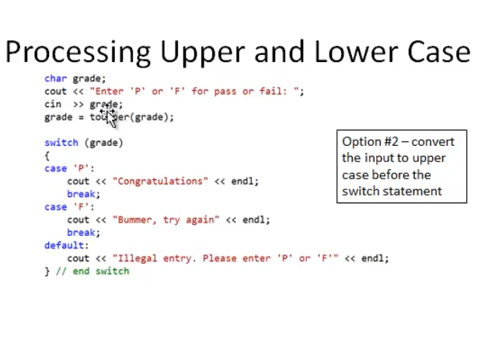 Processing Upper and Lower Case
char grade;
cout << "Enter 'P' or 'F' for pass or fail: ";
cin >> grade;
grade = toupper(grade);
switch (grade)
{
case 'P':
cout << "Congratulations" << endl;
break;
case 'F':
cout << "Bummer, try again" << endl;
break;
default:
cout << "Illegal entry. Please enter 'P' or 'F'" << endl;
} // end switch
Option #2 – convert
the input to upper
case before the
switch statement